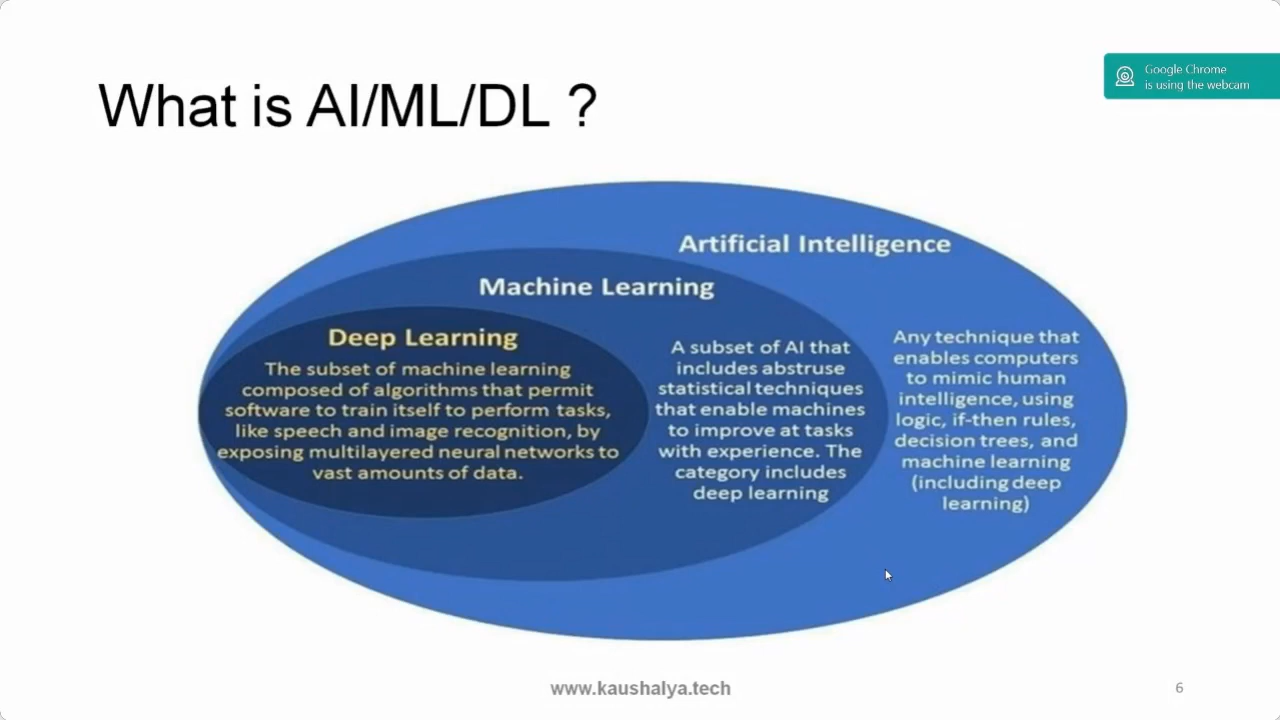 What is AI/ML/DL ?
Google Chrome
is using the webcam
Artificial Intelligence
Machine Learning
Deep Learning
The subset of machine learning
composed of algorithms that permit
software to train itself to perform tasks,
like speech and image recognition, by
exposing multilayered neural networks to
vast amounts of data.
A subset of AI that
includes abstruse
statistical techniques
that enable machines
to improve at tasks
with experience. The
category includes
deep learning
Any technique that
enables computers
to mimic human
intelligence, using
logic, if-then rules,
decision trees, and
machine learning
(including deep
learning)
www.kaushalya.tech
6